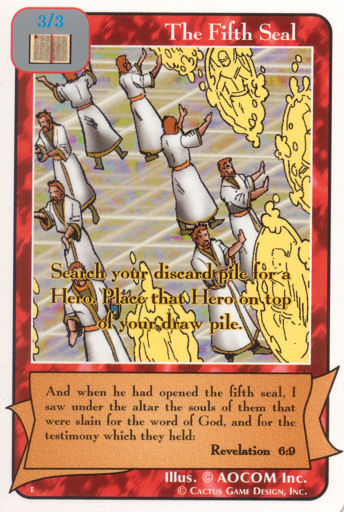 The Fifth Seal
3/3
Search your discard pile for a
Hero. Place that Hero on top
of your draw pile.
And when he had opened the fifth seal, I
saw under the altar the souls of them that
were slain for the word of God, and for the
testimony which they held:
Revelation 6:9
Illus. © AOCOM Inc.
E
© Cactus Game Design, Inc.